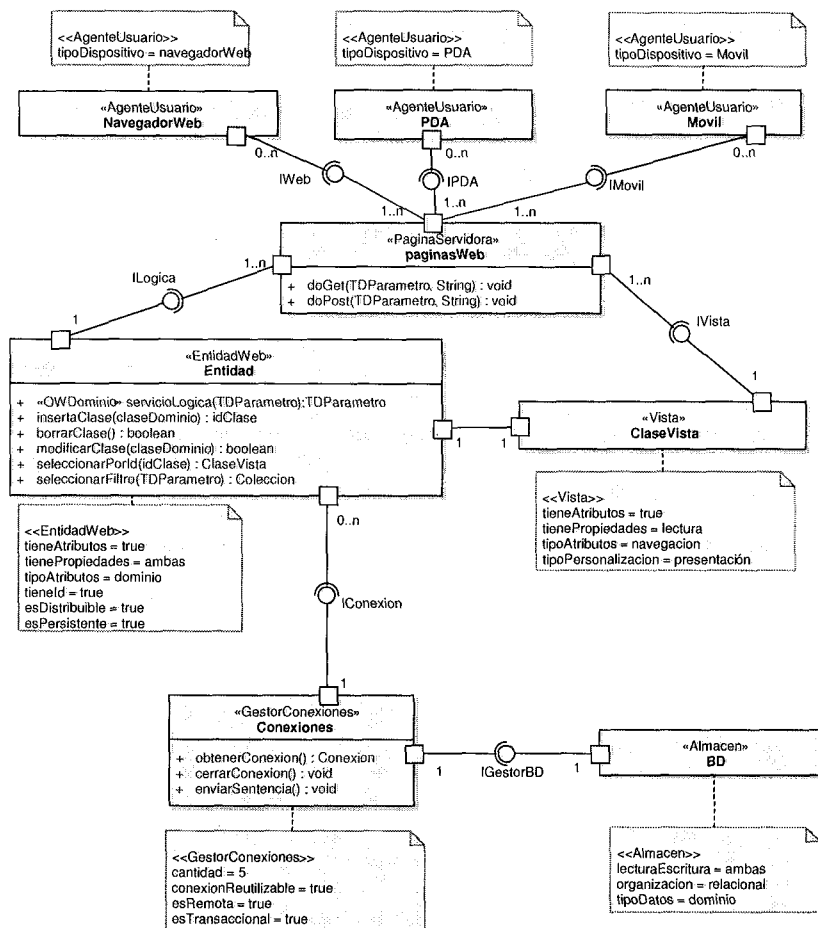 <<AgenteUsuario>>
tipoDispositivo = navegadorWeb
<<AgenteUsuario>>
tipoDispositivo = PDA
<<AgenteUsuario>>
tipoDispositivo = Movil
«AgenteUsuario»
NavegadorWeb
«AgenteUsuario»
PDA
«AgenteUsuario»
Movil
0..n
0..n
0..n
IWeb
IPDA
IMovil
1..n
1..n
1..n
«PaginaServidora»
paginasWeb
+ doGet(TDParametro, String) : void
+ doPost(TDParametro, String) : void
1..n
1..n
ILogica
IVista
1
1
«EntidadWeb»
Entidad
+ «OWDominio» servicioLogica(TDParametro):TDParametro
+ insertaClase(claseDominio) : idClase
+ borrarClase() : boolean
+ modificarClase(claseDominio) : boolean
+ seleccionarPorId(idClase) : ClaseVista
+ seleccionarFiltro(TDParametro) : Coleccion
1
1
«Vista»
ClaseVista
<<Vista>>
tieneAtributos = true
tienePropiedades = lectura
tipoAtributos = navegacion
tipoPersonalizacion = presentación
0..n
<<EntidadWeb>>
tieneAtributos = true
tienePropiedades = ambas
tipoAtributos = dominio
tieneId = true
esDistribuible = true
esPersistente = true
IConexion
1
«GestorConexiones»
Conexiones
+ obtenerConexion() : Conexion
+ cerrarConexion() : void
+ enviarSentencia() : void
1
IGestorBD
1
«Almacen»
BD
<<GestorConexiones>>
cantidad = 5
conexionReutilizable = true
esRemota = true
esTransaccional = true
<<Almacen>>
lecturaEscritura = ambas
organizacion = relacional
tipoDatos = dominio